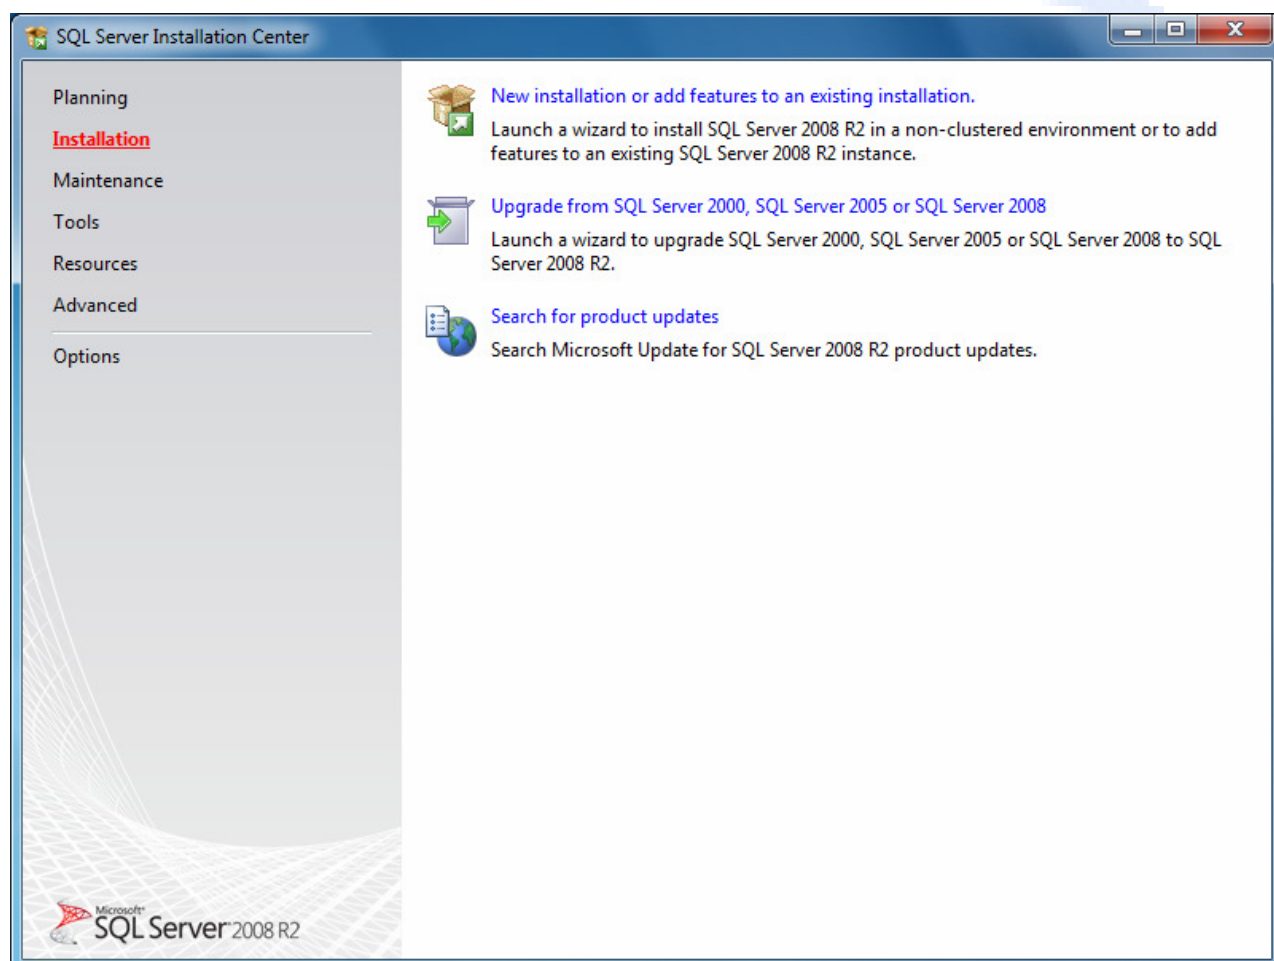 SQL Server Installation Center
Planning
Installation
Maintenance
Tools
Resources
Advanced
Options
New installation or add features to an existing installation.
Launch a wizard to install SQL Server 2008 R2 in a non-clustered environment or to add
features to an existing SQL Server 2008 R2 instance.
Upgrade from SQL Server 2000, SQL Server 2005 or SQL Server 2008
Launch a wizard to upgrade SQL Server 2000, SQL Server 2005 or SQL Server 2008 to SQL
Server 2008 R2.
Search for product updates
Search Microsoft Update for SQL Server 2008 R2 product updates.
Microsoft
SQL Server 2008 R2